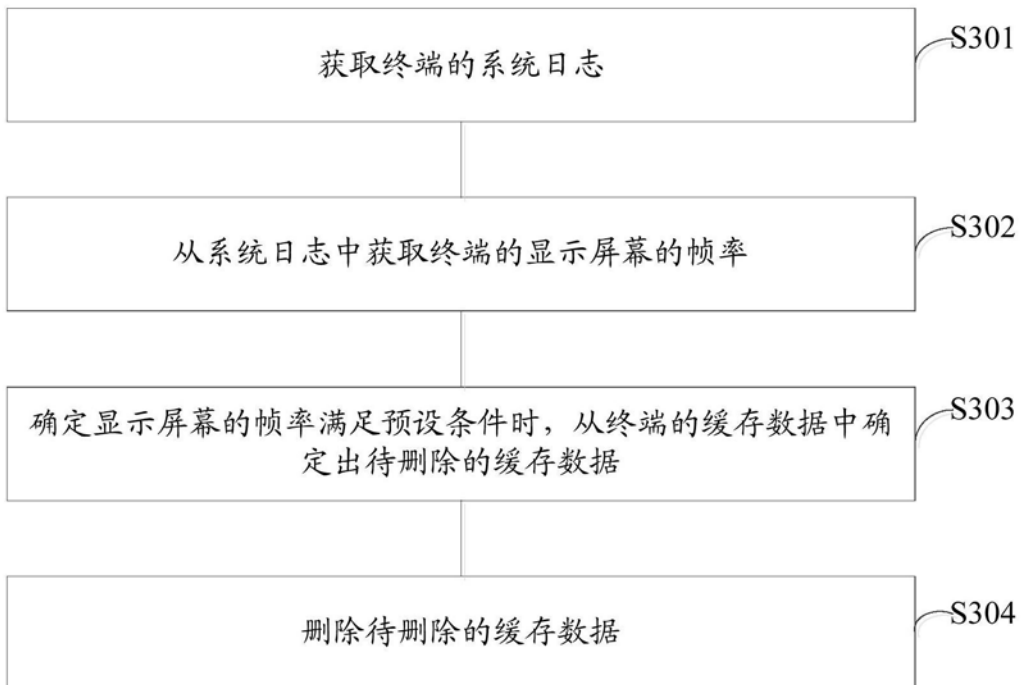 获取终端的系统日志
S301
从系统日志中获取终端的显示屏幕的帧率
S302
确定显示屏幕的帧率满足预设条件时，从终端的缓存数据中确
定出待删除的缓存数据
S303
删除待删除的缓存数据
S304